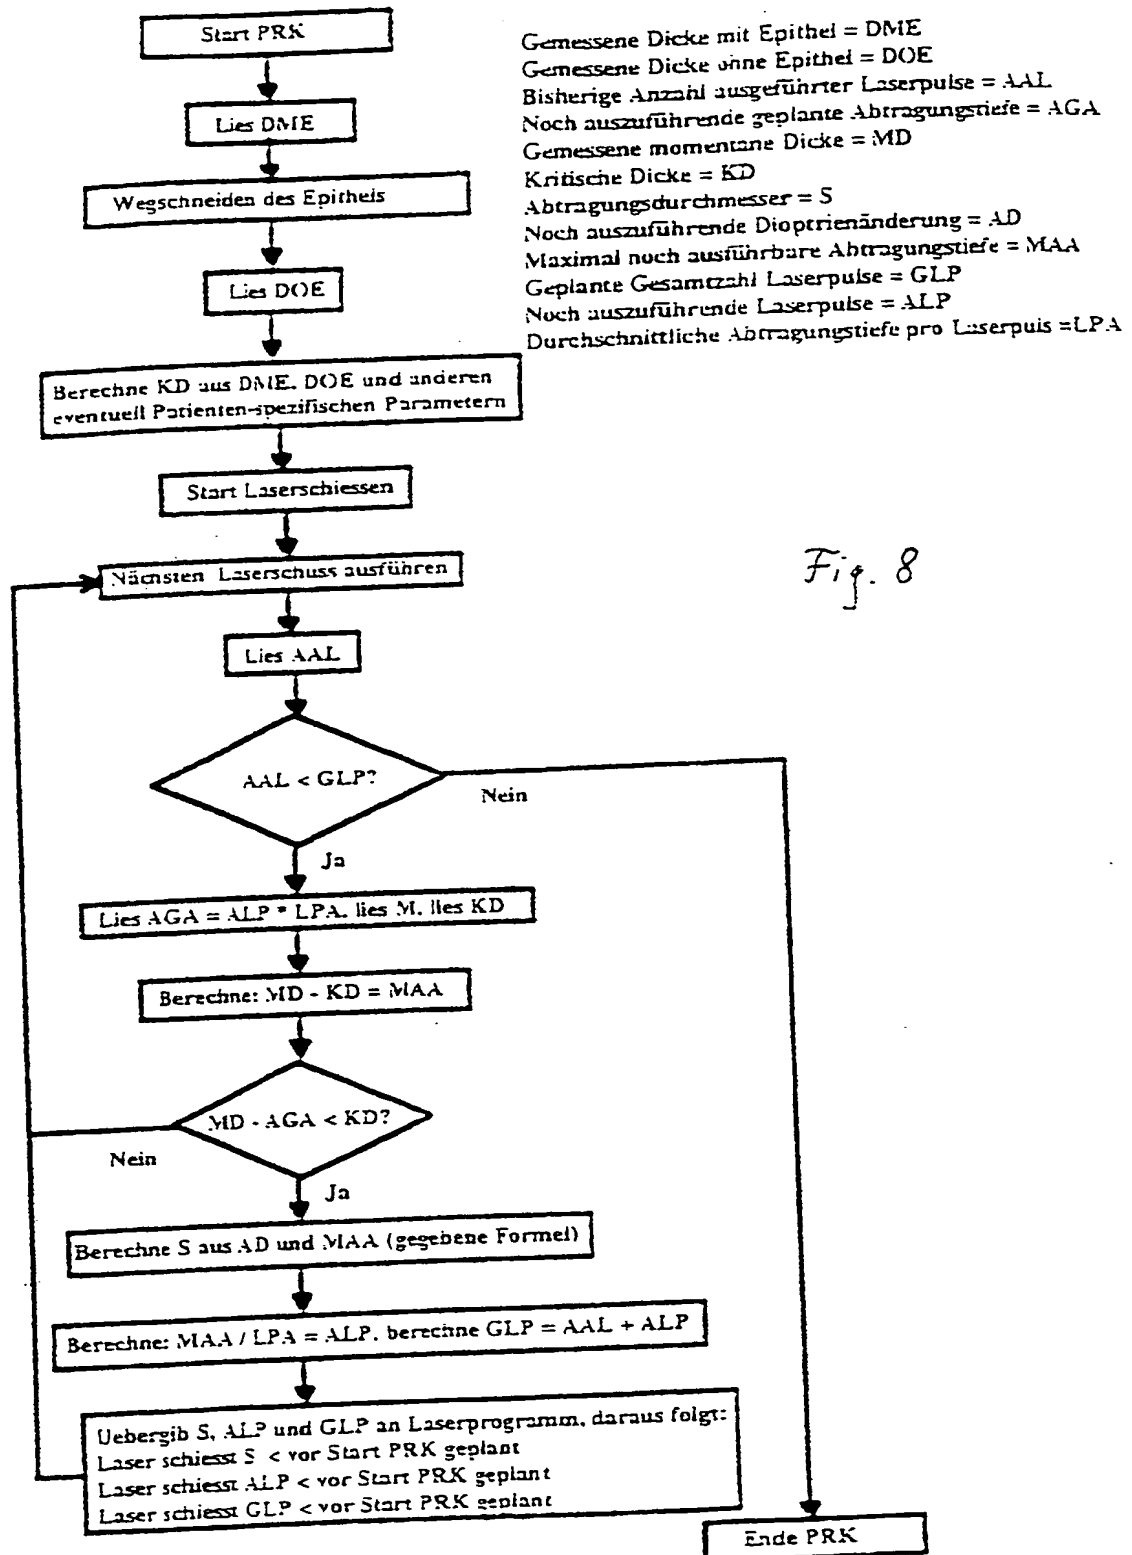 Start PRK
Gemessene Dicke mit Epithel = DME
Gemessene Dicke ohne Epithel = DOE
Bisherige Anzahl ausgeführter Laserpulse = AAL
Noch auszuführende geplante Abtragungstiefe = AGA
Gemessene momentane Dicke = MD
Kritische Dicke = KD
Abtragungsdurchmesser = S
Noch auszuführende Dioptrienänderung = AD
Maximal noch ausführbare Abtragungstiefe = MAA
Geplante Gesamtzahl Laserpulse = GLP
Noch auszuführende Laserpulse = ALP
Durchschnittliche Abtragungstiefe pro Laserpuls =LPA
Lies DME
Wegschneiden des Epithels
Lies DOE
Berechne KD aus DME, DOE und anderen
eventuell Patienten-spezifischen Parametern
Start Laserschiessen
Nächsten Laserschuss ausführen
Fig. 8
Lies AAL
AAL < GLP?
Nein
Ja
Lies AGA = ALP * LPA, lies M, lies KD
Berechne: MD - KD = MAA
MD - AGA < KD?
Nein
Ja
Berechne S aus AD und MAA (gegebene Formel)
Berechne: MAA / LPA = ALP, berechne GLP = AAL + ALP
Uebergib S, ALP und GLP an Laserprogramm, daraus folgt:
Laser schiesst S < vor Start PRK geplant
Laser schiesst ALP < vor Start PRK geplant
Laser schiesst GLP < vor Start PRK geplant
Ende PRK